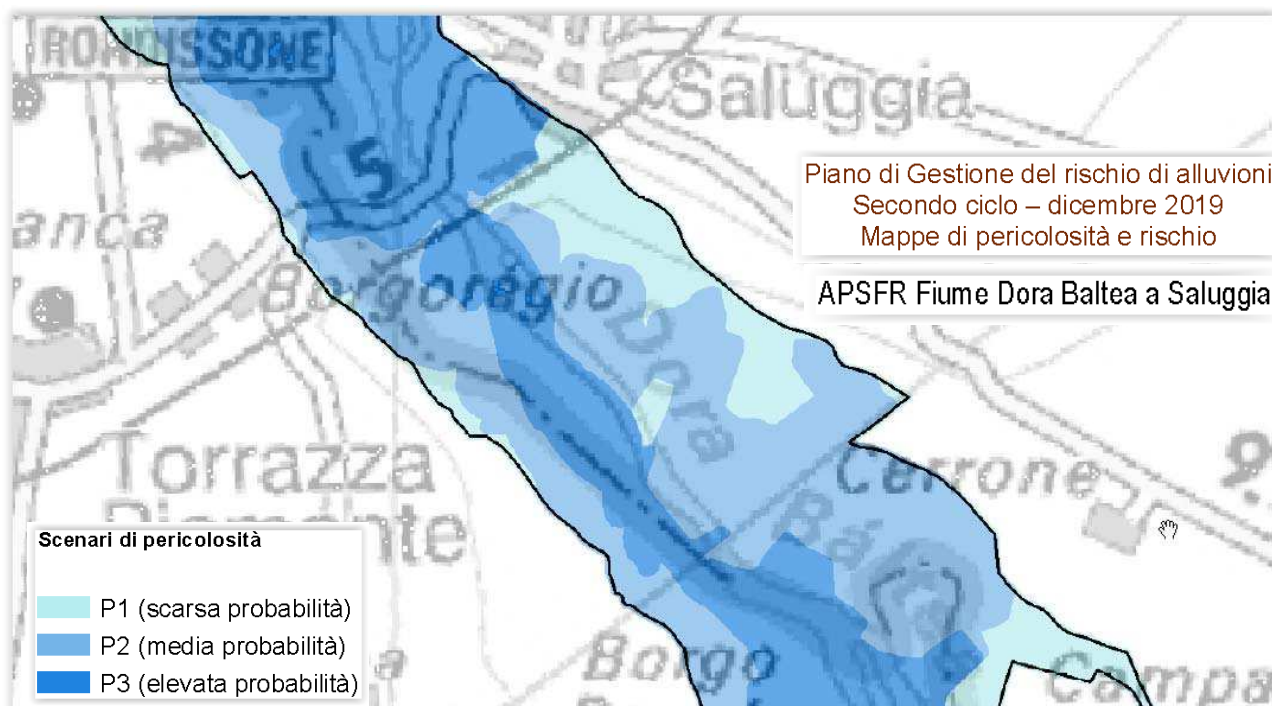 RONDISSONE
Saluggia
5
Piano di Gestione del rischio di alluvioni
Secondo ciclo – dicembre 2019
Mappe di pericolosità e rischio
anca
Borgoregio
APSFR Fiume Dora Baltea a Saluggia
Dora
Torrazza
Piemonte
Cerrone
Scenari di pericolosità
P1 (scarsa probabilità)
P2 (media probabilità)
P3 (elevata probabilità)
Borgo
Campa